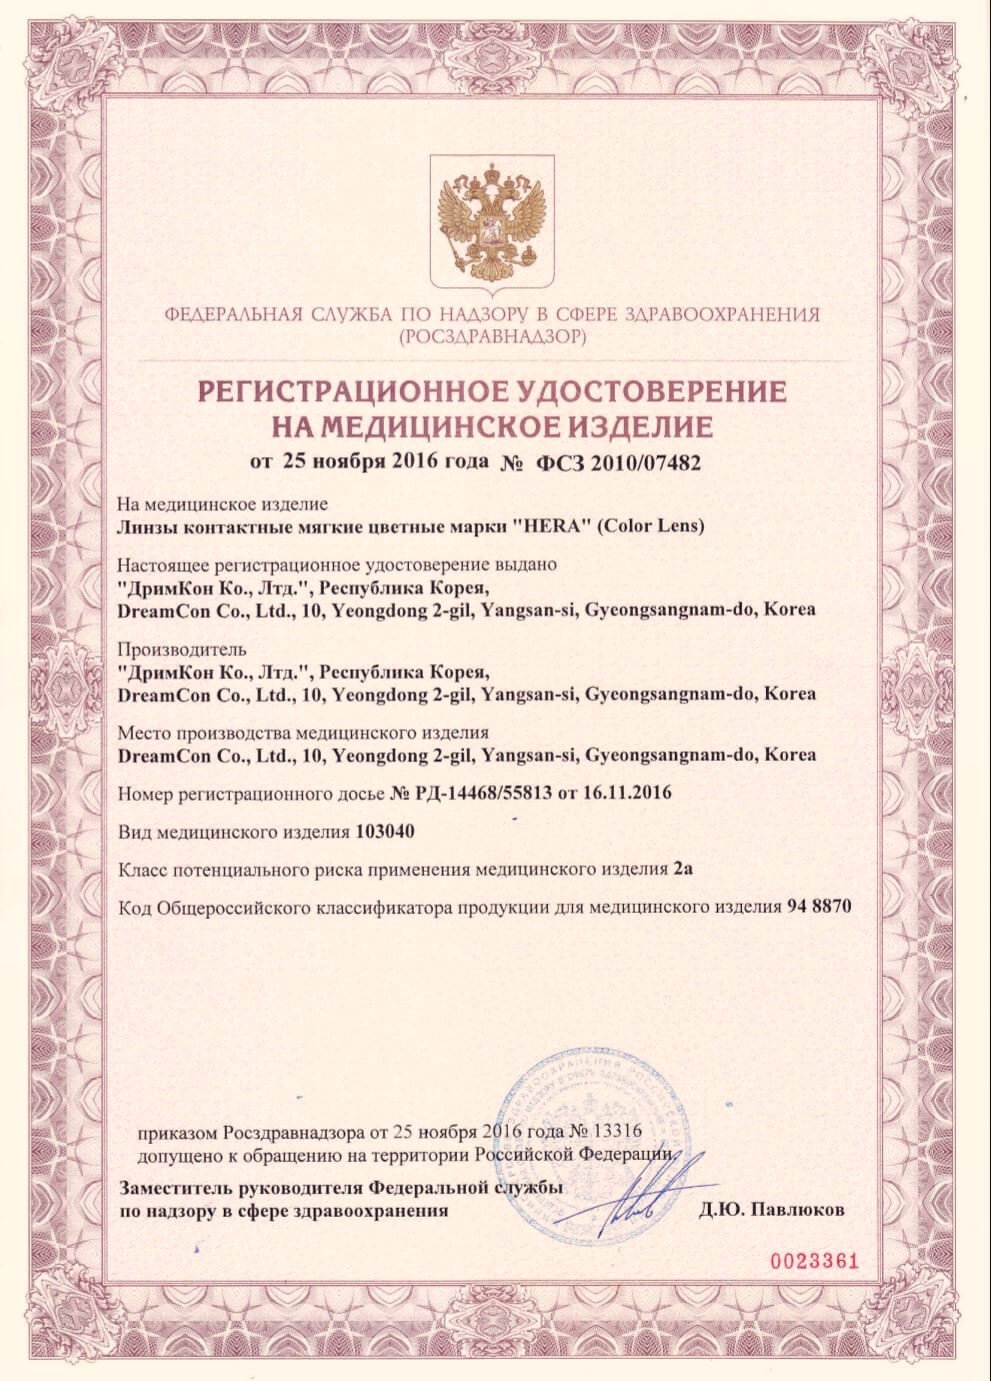 ФЕДЕРАЛЬНАЯ СЛУЖБА ПО НАДЗОРУ В СФЕРЕ ЗДРАВООХРАНЕНИЯ
(РОСЗДРАВНАДЗОР)
РЕГИСТРАЦИОННОЕ УДОСТОВЕРЕНИЕ
НА МЕДИЦИНСКОЕ ИЗДЕЛИЕ
от 25 ноября 2016 года № ФСЗ 2010/07482
На медицинское изделие
Линзы контактные мягкие цветные марки "HERA" (Color Lens)
Настоящее регистрационное удостоверение выдано
"ДримКон Ко., Лтд.", Республика Корея,
DreamCon Co., Ltd., 10, Yeongdong 2-gil, Yangsan-si, Gyeongsangnam-do, Korea
Производитель
"ДримКон Ко., Лтд.", Республика Корея,
DreamCon Co., Ltd., 10, Yeongdong 2-gil, Yangsan-si, Gyeongsangnam-do, Korea
Место производства медицинского изделия
DreamCon Co., Ltd., 10, Yeongdong 2-gil, Yangsan-si, Gyeongsangnam-do, Korea
Номер регистрационного досье № РД-14468/55813 от 16.11.2016
Вид медицинского изделия 103040
Класс потенциального риска применения медицинского изделия 2а
Код Общероссийского классификатора продукции для медицинского изделия 94 8870
приказом Росздравнадзора от 25 ноября 2016 года № 13316
допущено к обращению на территории Российской Федерации
Заместитель руководителя Федеральной службы
по надзору в сфере здравоохранения
Д.Ю. Павлюков
0023361